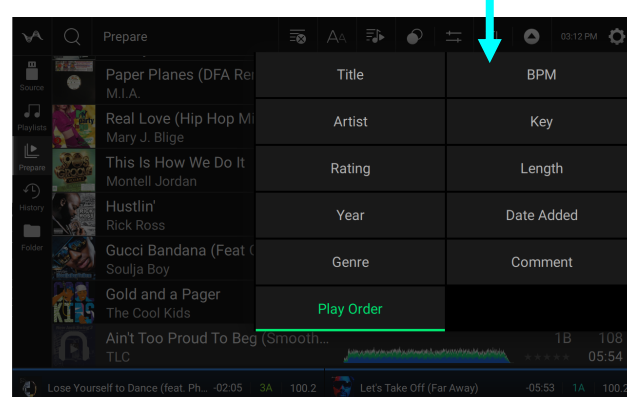 Prepare
AA
03:12 PM
Source
Playlists
Prepare
History
Folder
Paper Planes (DFA Re
M.I.A.
Real Love (Hip Hop Mi
Mary J. Blige
This Is How We Do It
Montell Jordan
Hustlin'
Rick Ross
Gucci Bandana (Feat
Soulja Boy
Gold and a Pager
The Cool Kids
Ain't Too Proud To Beg (Smooth...
TLC
1B 108
05:54
Title
BPM
Artist
Key
Rating
Length
Year
Date Added
Genre
Comment
Play Order
Lose Yourself to Dance (feat. Ph... -02:05 3A 100.2
Let's Take Off (Far Away) -05:53 1A 100.2